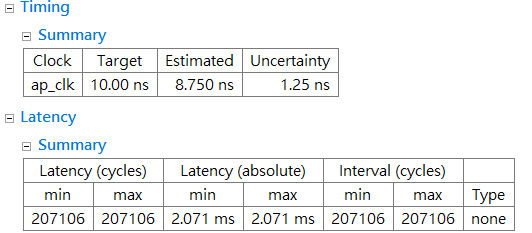 Timing
Summary
Clock Target Estimated Uncertainty
ap_clk 10.00 ns 8.750 ns 1.25 ns
Latency
Summary
Latency (cycles) Latency (absolute) Interval (cycles)
min max min max min max Type
207106 207106 2.071 ms 2.071 ms 207106 207106 none